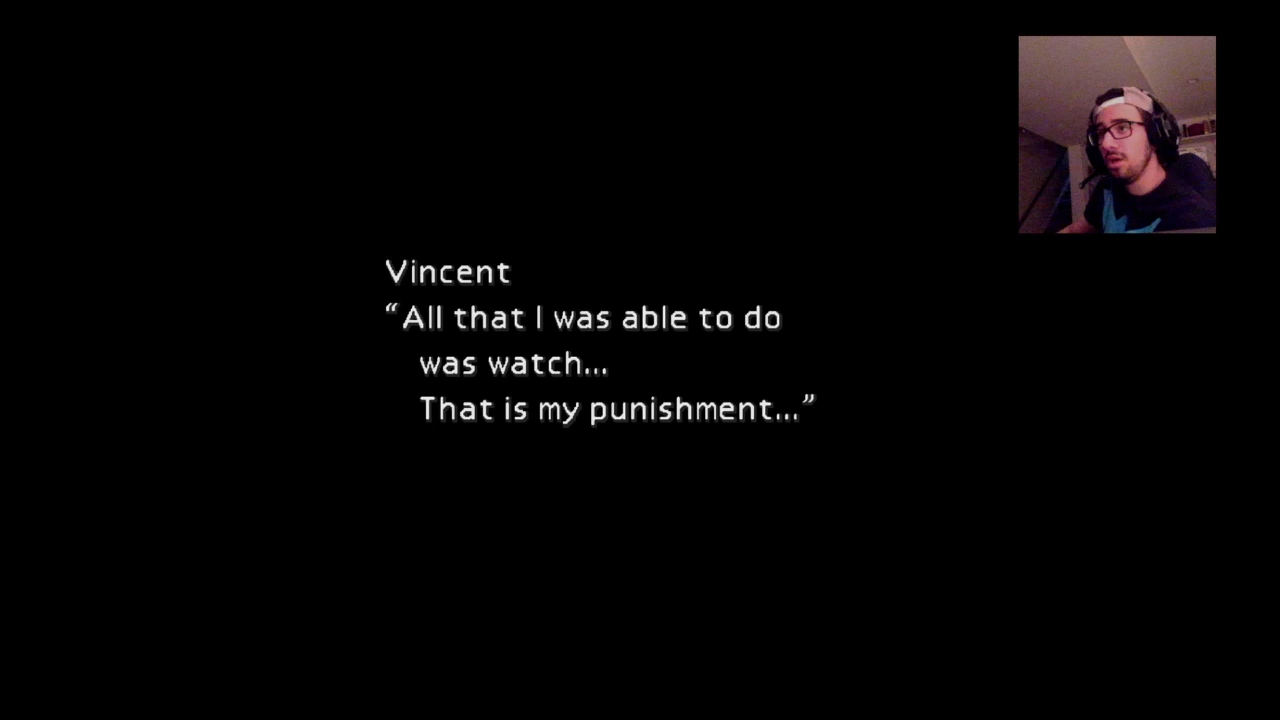 Vincent
“All that I was able to do
was watch...
That is my punishment...”